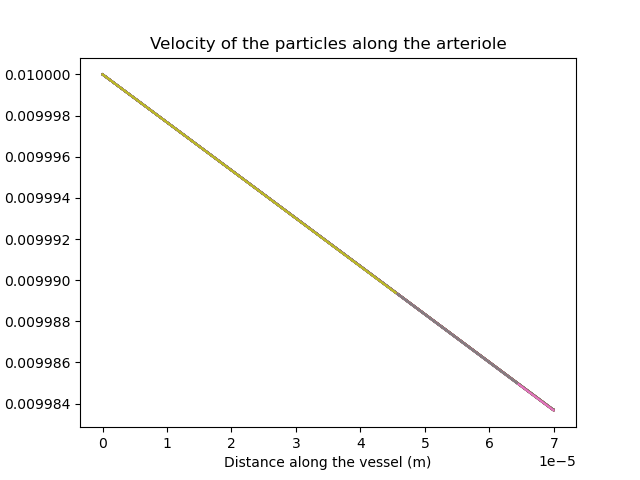 Velocity of the particles along the arteriole
0.010000
0.009998
0.009996
0.009994
0.009992
0.009990
0.009988
0.009986
0.009984
0 1 2 3 4 5 6 7
1e−5
Distance along the vessel (m)